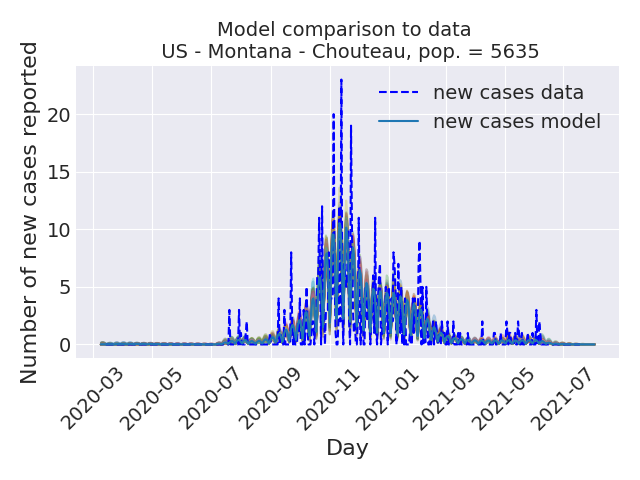 Model comparison to data
US - Montana - Chouteau, pop. = 5635
Number of new cases reported
20
15
10
5
0
new cases data
new cases model
2020-03
2020-05
2020-07
2020-09
2020-11
2021-01
2021-03
2021-05
2021-07
Day